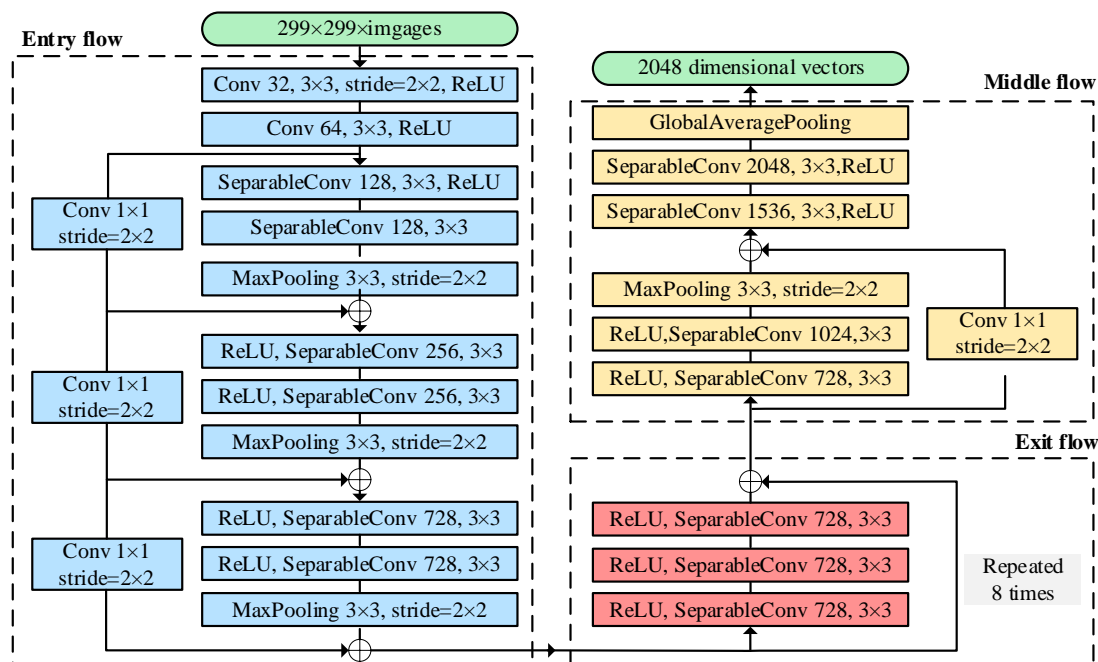 299×299×imgages
Entry flow
Conv 32, 3×3, stride=2×2, ReLU
Conv 64, 3×3, ReLU
SeparableConv 128, 3×3, ReLU
Conv 1×1
stride=2×2
SeparableConv 128, 3×3
MaxPooling 3×3, stride=2×2
ReLU, SeparableConv 256, 3×3
Conv 1×1
stride=2×2
ReLU, SeparableConv 256, 3×3
MaxPooling 3×3, stride=2×2
ReLU, SeparableConv 728, 3×3
Conv 1×1
stride=2×2
ReLU, SeparableConv 728, 3×3
MaxPooling 3×3, stride=2×2
2048 dimensional vectors
Middle flow
GlobalAveragePooling
SeparableConv 2048, 3×3,ReLU
SeparableConv 1536, 3×3,ReLU
MaxPooling 3×3, stride=2×2
ReLU,SeparableConv 1024,3×3
Conv 1×1
stride=2×2
ReLU, SeparableConv 728, 3×3
Exit flow
ReLU, SeparableConv 728, 3×3
ReLU, SeparableConv 728, 3×3
ReLU, SeparableConv 728, 3×3
Repeated
8 times